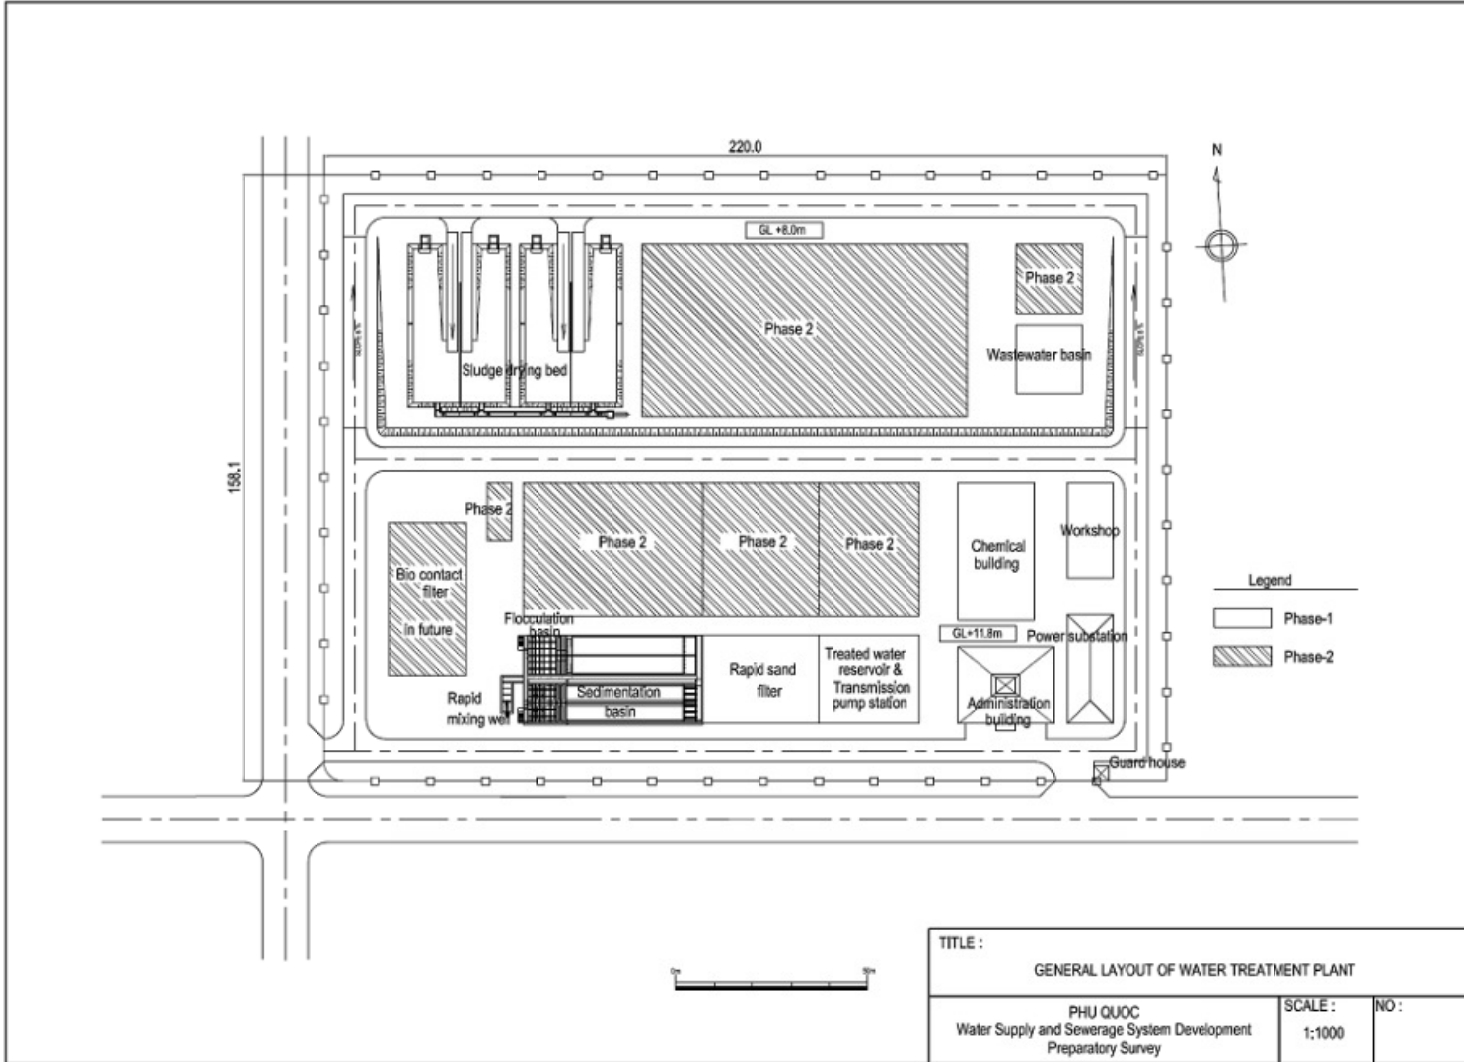 220.0
N
GL +8.0m
Phase 2
Phase 2
Wastewater basin
Sludge drying bed
158.1
Phase 2
Phase 2
Phase 2
Phase 2
Chemical
building
Workshop
Bio contact
filter
in future
Flocculation
basin
GL+11.8m
Power substation
Rapid
mixing well
Sedimentation
basin
Rapid sand
filter
Treated water
reservoir &
Transmission
pump station
Administration
building
Guard house
Legend
Phase-1
Phase-2
0m
50m
TITLE :
GENERAL LAYOUT OF WATER TREATMENT PLANT
PHU QUOC
Water Supply and Sewerage System Development
Preparatory Survey
SCALE :
1:1000
NO :